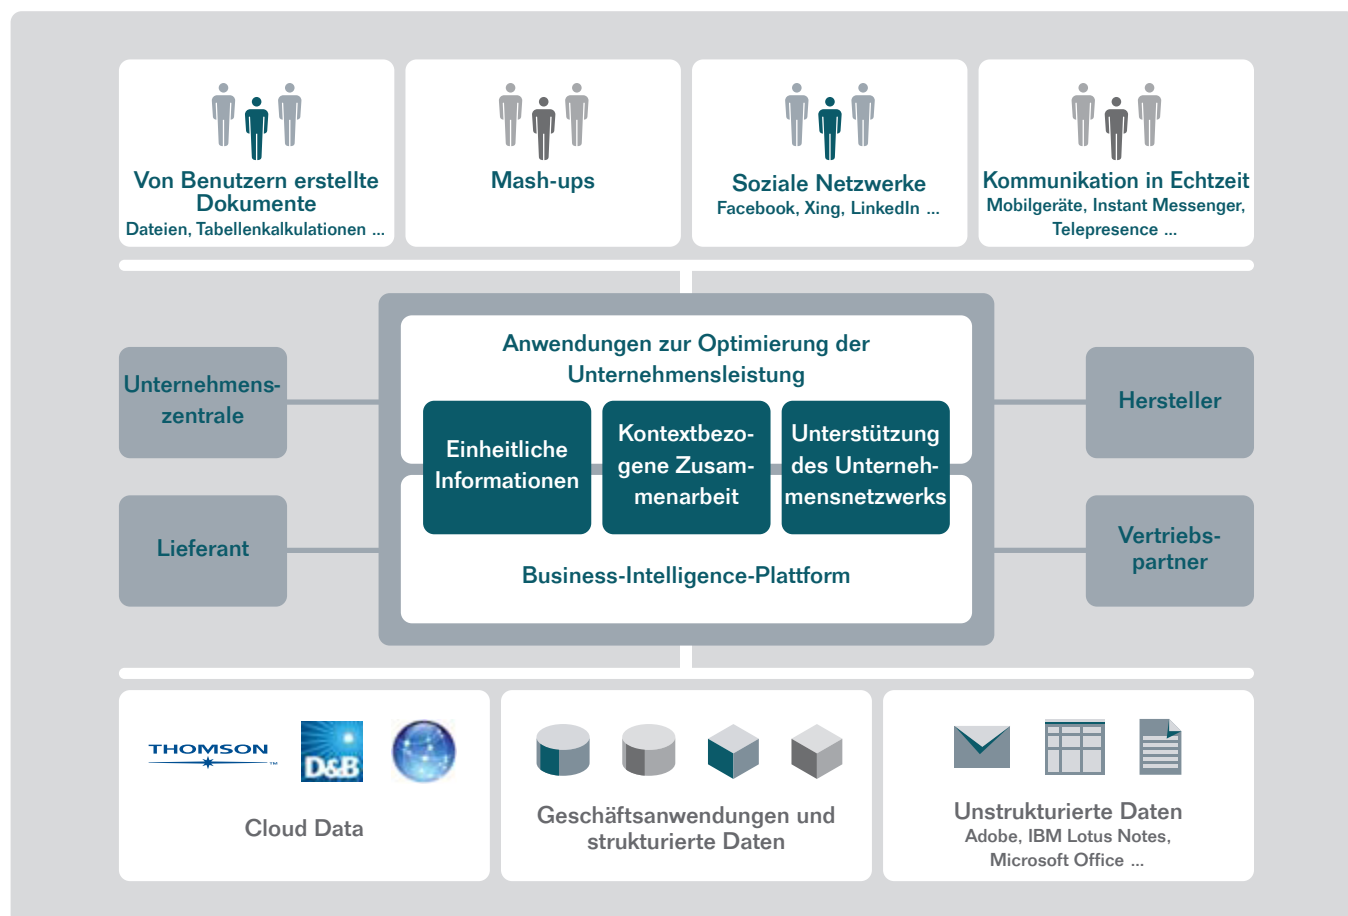 Von Benutzern erstellte
Dokumente
Dateien, Tabellenkalkulationen ...
Mash-ups
Soziale Netzwerke
Facebook, Xing, LinkedIn ...
Kommunikation in Echtzeit
Mobilgeräte, Instant Messenger,
Telepresence ...
Unternehmens-
zentrale
Lieferant
Anwendungen zur Optimierung der
Unternehmensleistung
Einheitliche
Informationen
Kontextbezo-
gene Zusam-
menarbeit
Unterstützung
des Unterneh-
mensnetzwerks
Business-Intelligence-Plattform
Hersteller
Vertriebs-
partner
THOMSON
TM
D&B
Cloud Data
Geschäftsanwendungen und
strukturierte Daten
Unstrukturierte Daten
Adobe, IBM Lotus Notes,
Microsoft Office ...